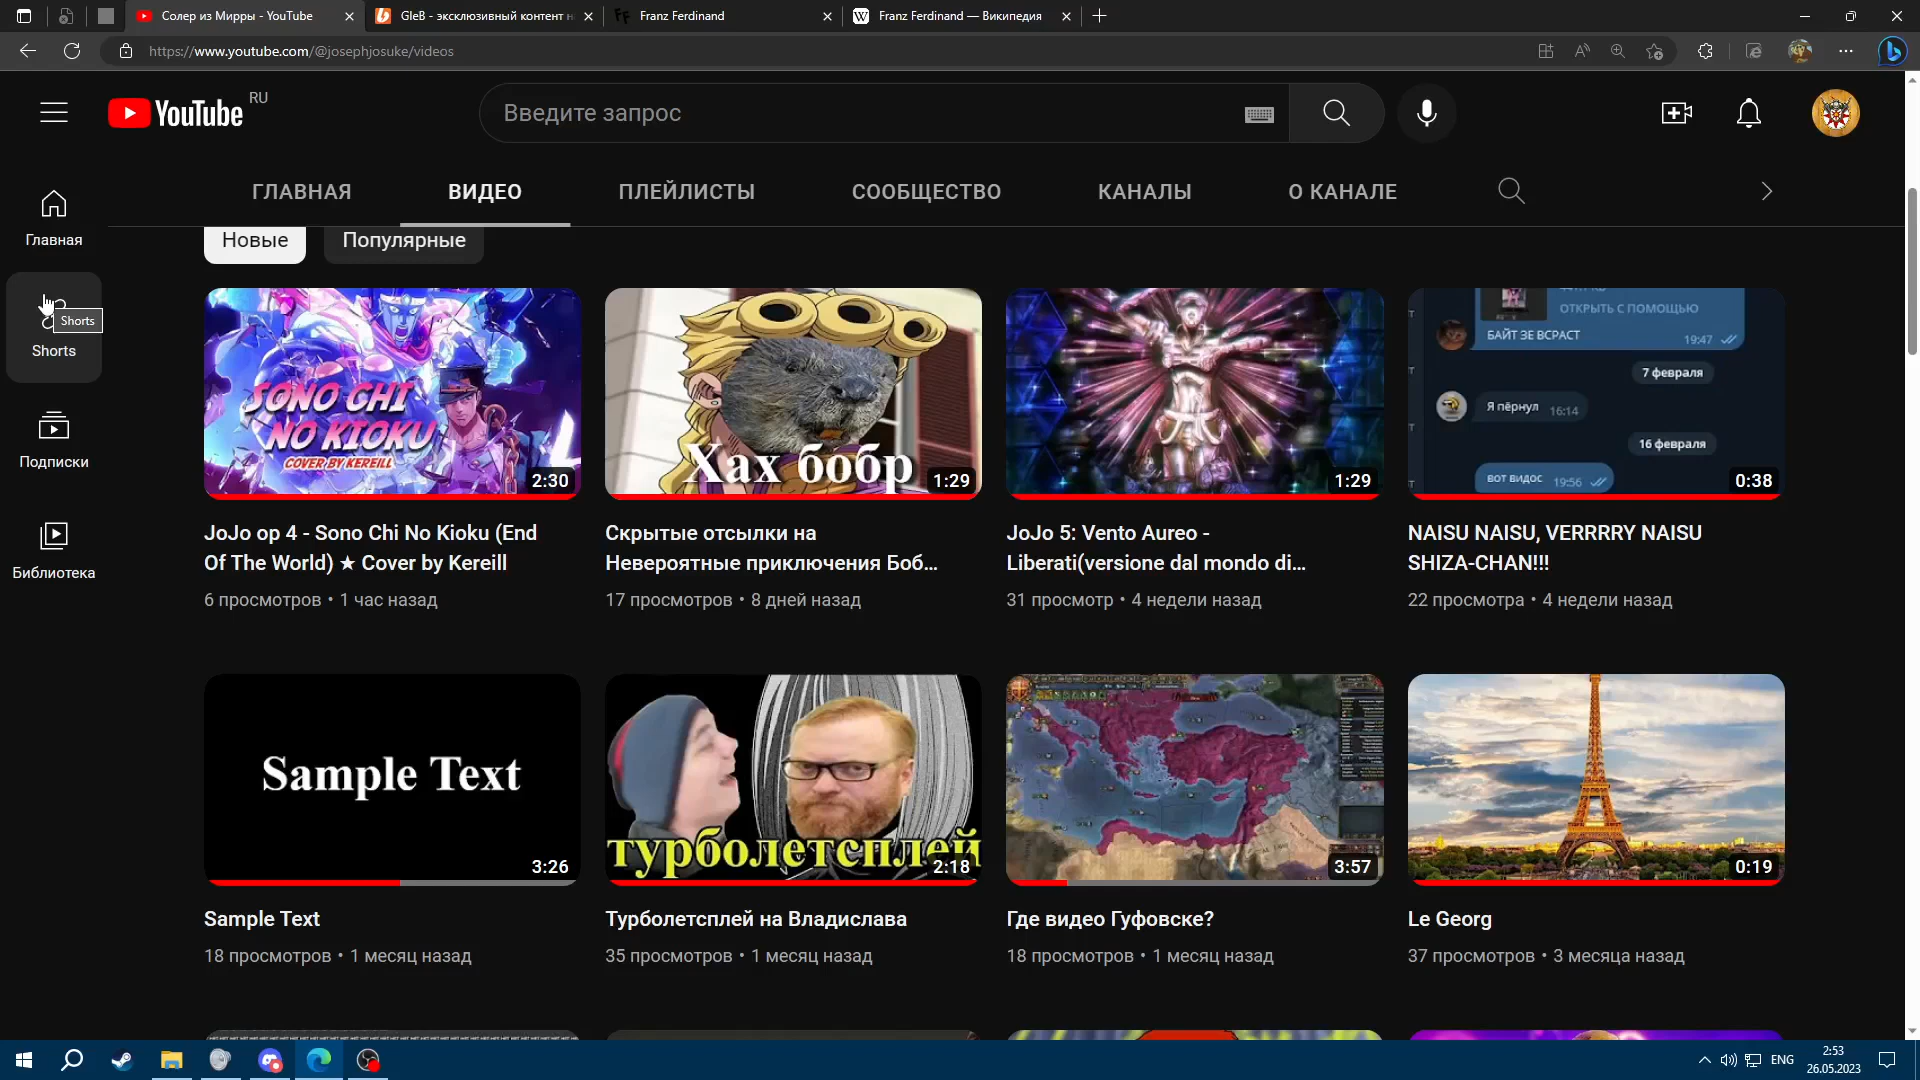 Солер из Мирры - YouTube
GleB - эксклюзивный контент н
Franz Ferdinand
Franz Ferdinand — Википедия
https://www.youtube.com/@josephjosuke/videos
YouTube
RU
Введите запрос
ГЛАВНАЯ
ВИДЕО
ПЛЕЙЛИСТЫ
СООБЩЕСТВО
КАНАЛЫ
О КАНАЛЕ
Главная
Shorts
Shorts
Подписки
Библиотека
Новые
Популярные
SONO CHI
NO KIOKU
COVER BY KEREILL
2:30
JoJo op 4 - Sono Chi No Kioku (End
Of The World) ★ Cover by Kereill
6 просмотров • 1 час назад
Хах бобр
1:29
Скрытые отсылки на
Невероятные приключения Боб...
17 просмотров • 8 дней назад
1:29
JoJo 5: Vento Aureo -
Liberati(versione dal mondo di...
31 просмотр • 4 недели назад
ОТКРЫТЬ С ПОМОЩЬЮ
БАЙТ ЗЕ ВСРАСТ
19:47
7 февраля
Я пёрнул 16:14
16 февраля
вот видос 19:56
0:38
NAISU NAISU, VERRRRY NAISU
SHIZA-CHAN!!!
22 просмотра • 4 недели назад
Sample Text
3:26
Sample Text
18 просмотров • 1 месяц назад
турболетсплей
2:18
Турболетсплей на Владислава
35 просмотров • 1 месяц назад
3:57
Где видео Гуфовске?
18 просмотров • 1 месяц назад
0:19
Le Georg
37 просмотров • 3 месяца назад
ENG
2:53
26.05.2023